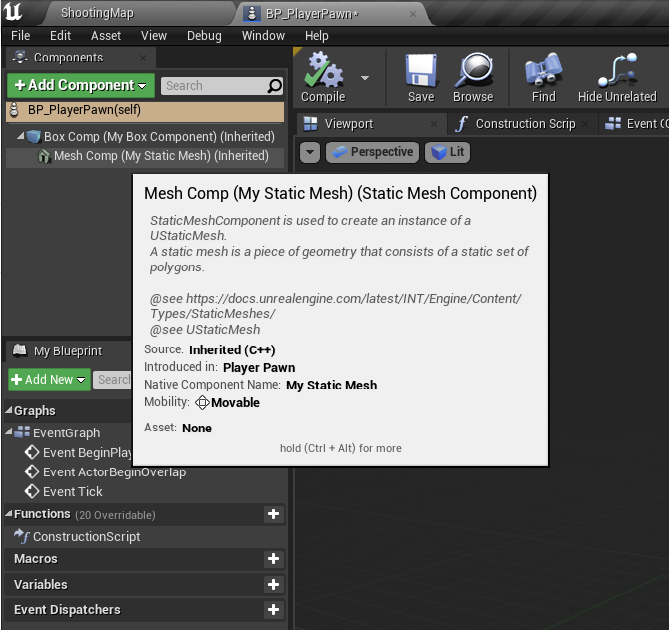 ShootingMap
BP_PlayerPawn*
File Edit Asset View Debug Window Help
Components
+ Add Component
Search
BP_PlayerPawn(self)
Box Comp (My Box Component) (Inherited)
Mesh Comp (My Static Mesh) (Inherited)
Compile
Save
Browse
Find
Hide Unrelated
Viewport
Construction Scrip
Event
Perspective
Lit
Mesh Comp (My Static Mesh) (Static Mesh Component)
StaticMeshComponent is used to create an instance of a
UStaticMesh.
A static mesh is a piece of geometry that consists of a static set of
polygons.
@see https://docs.unrealengine.com/latest/INT/Engine/Content/
Types/StaticMeshes/
@see UStaticMesh
Source: Inherited (C++)
Introduced in: Player Pawn
Native Component Name: My Static Mesh
Mobility: Movable
Asset: None
hold (Ctrl + Alt) for more
My Blueprint
+ Add New
Search
Graphs
EventGraph
Event BeginPlay
Event ActorBeginOverlap
Event Tick
Functions (20 Overridable)
ConstructionScript
Macros
Variables
Event Dispatchers